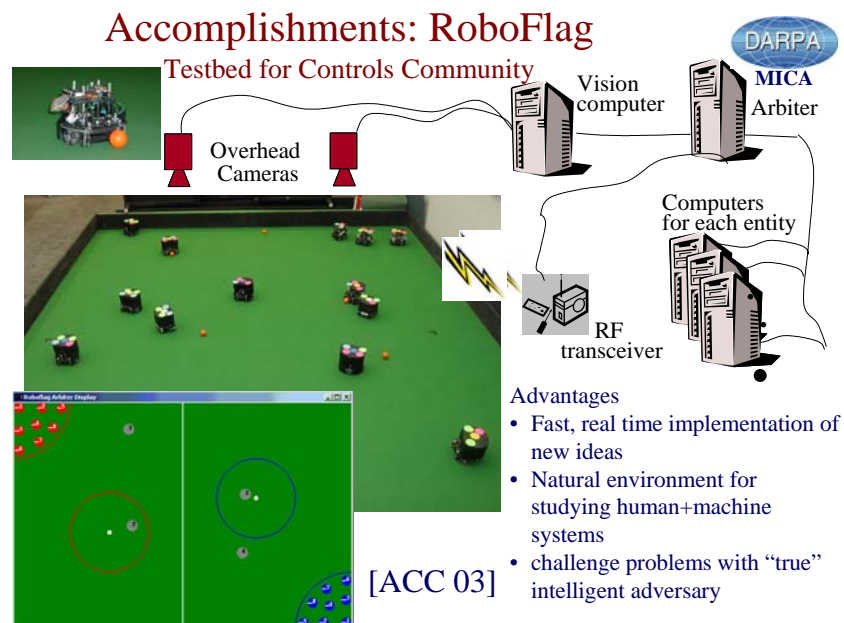 Accomplishments: RoboFlag
Testbed for Controls Community
DARPA
MICA
Vision
computer
Arbiter
Overhead
Cameras
Computers
for each entity
RF
transceiver
Roboflag Arbiter Display
Advantages
• Fast, real time implementation of
new ideas
• Natural environment for
studying human+machine
systems
• challenge problems with “true”
intelligent adversary
[ACC 03]